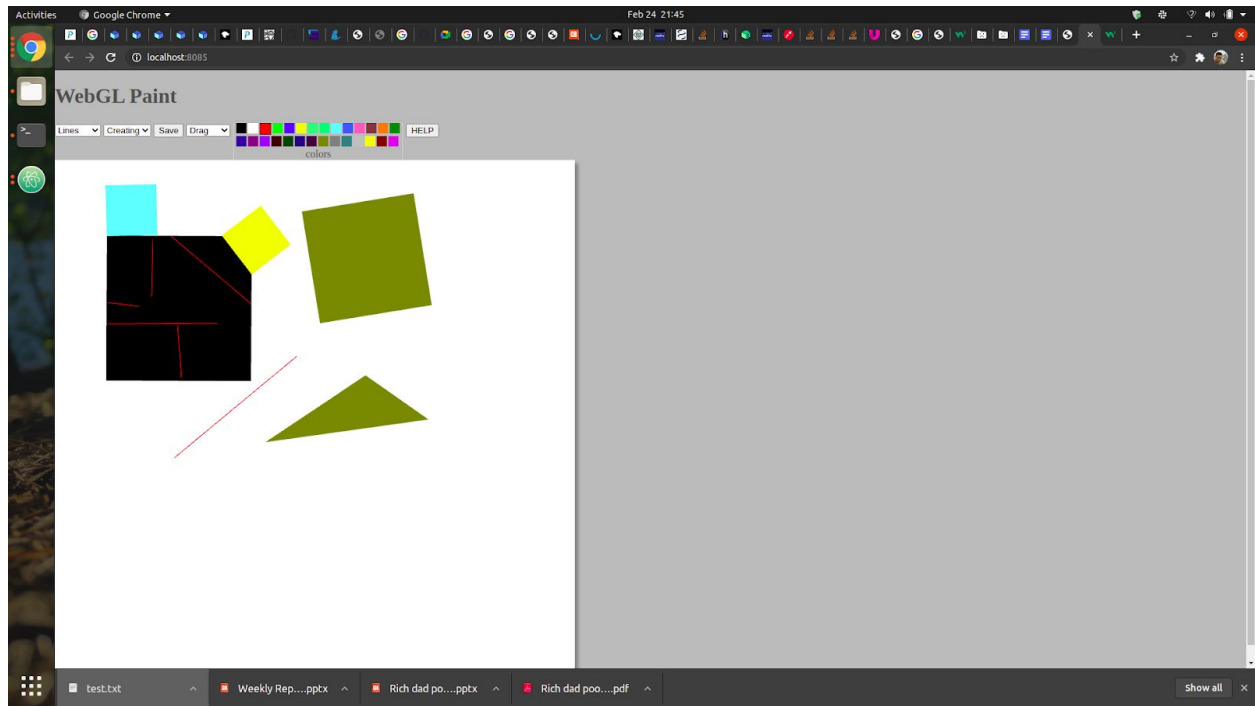 Activities Google Chrome Feb 24 21:45
localhost:8085
WebGL Paint
Lines Creating Save Drag HELP
colors
test.txt Weekly Rep....pptx Rich dad po....pptx Rich dad poo....pdf Show all